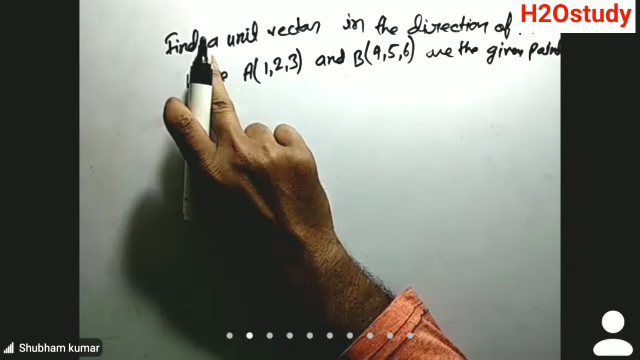 H2Ostudy
Find a unit vector in the direction of
A(1,2,3) and B(4,5,6) are the given point
Shubham kumar